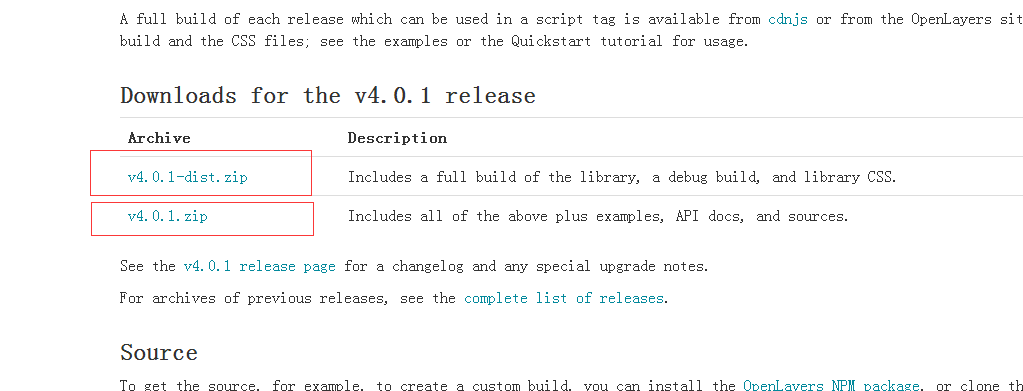 A full build of each release which can be used in a script tag is available from cdnjs or from the OpenLayers
build and the CSS files; see the examples or the Quickstart tutorial for usage.
Downloads for the v4.0.1 release
Archive Description
v4.0.1-dist.zip Includes a full build of the library, a debug build, and library CSS.
v4.0.1.zip Includes all of the above plus examples, API docs, and sources.
See the v4.0.1 release page for a changelog and any special upgrade notes.
For archives of previous releases, see the complete list of releases.
Source
To get the source, for example, to create a custom build, you can install the OpenLayers NPM package, or clone